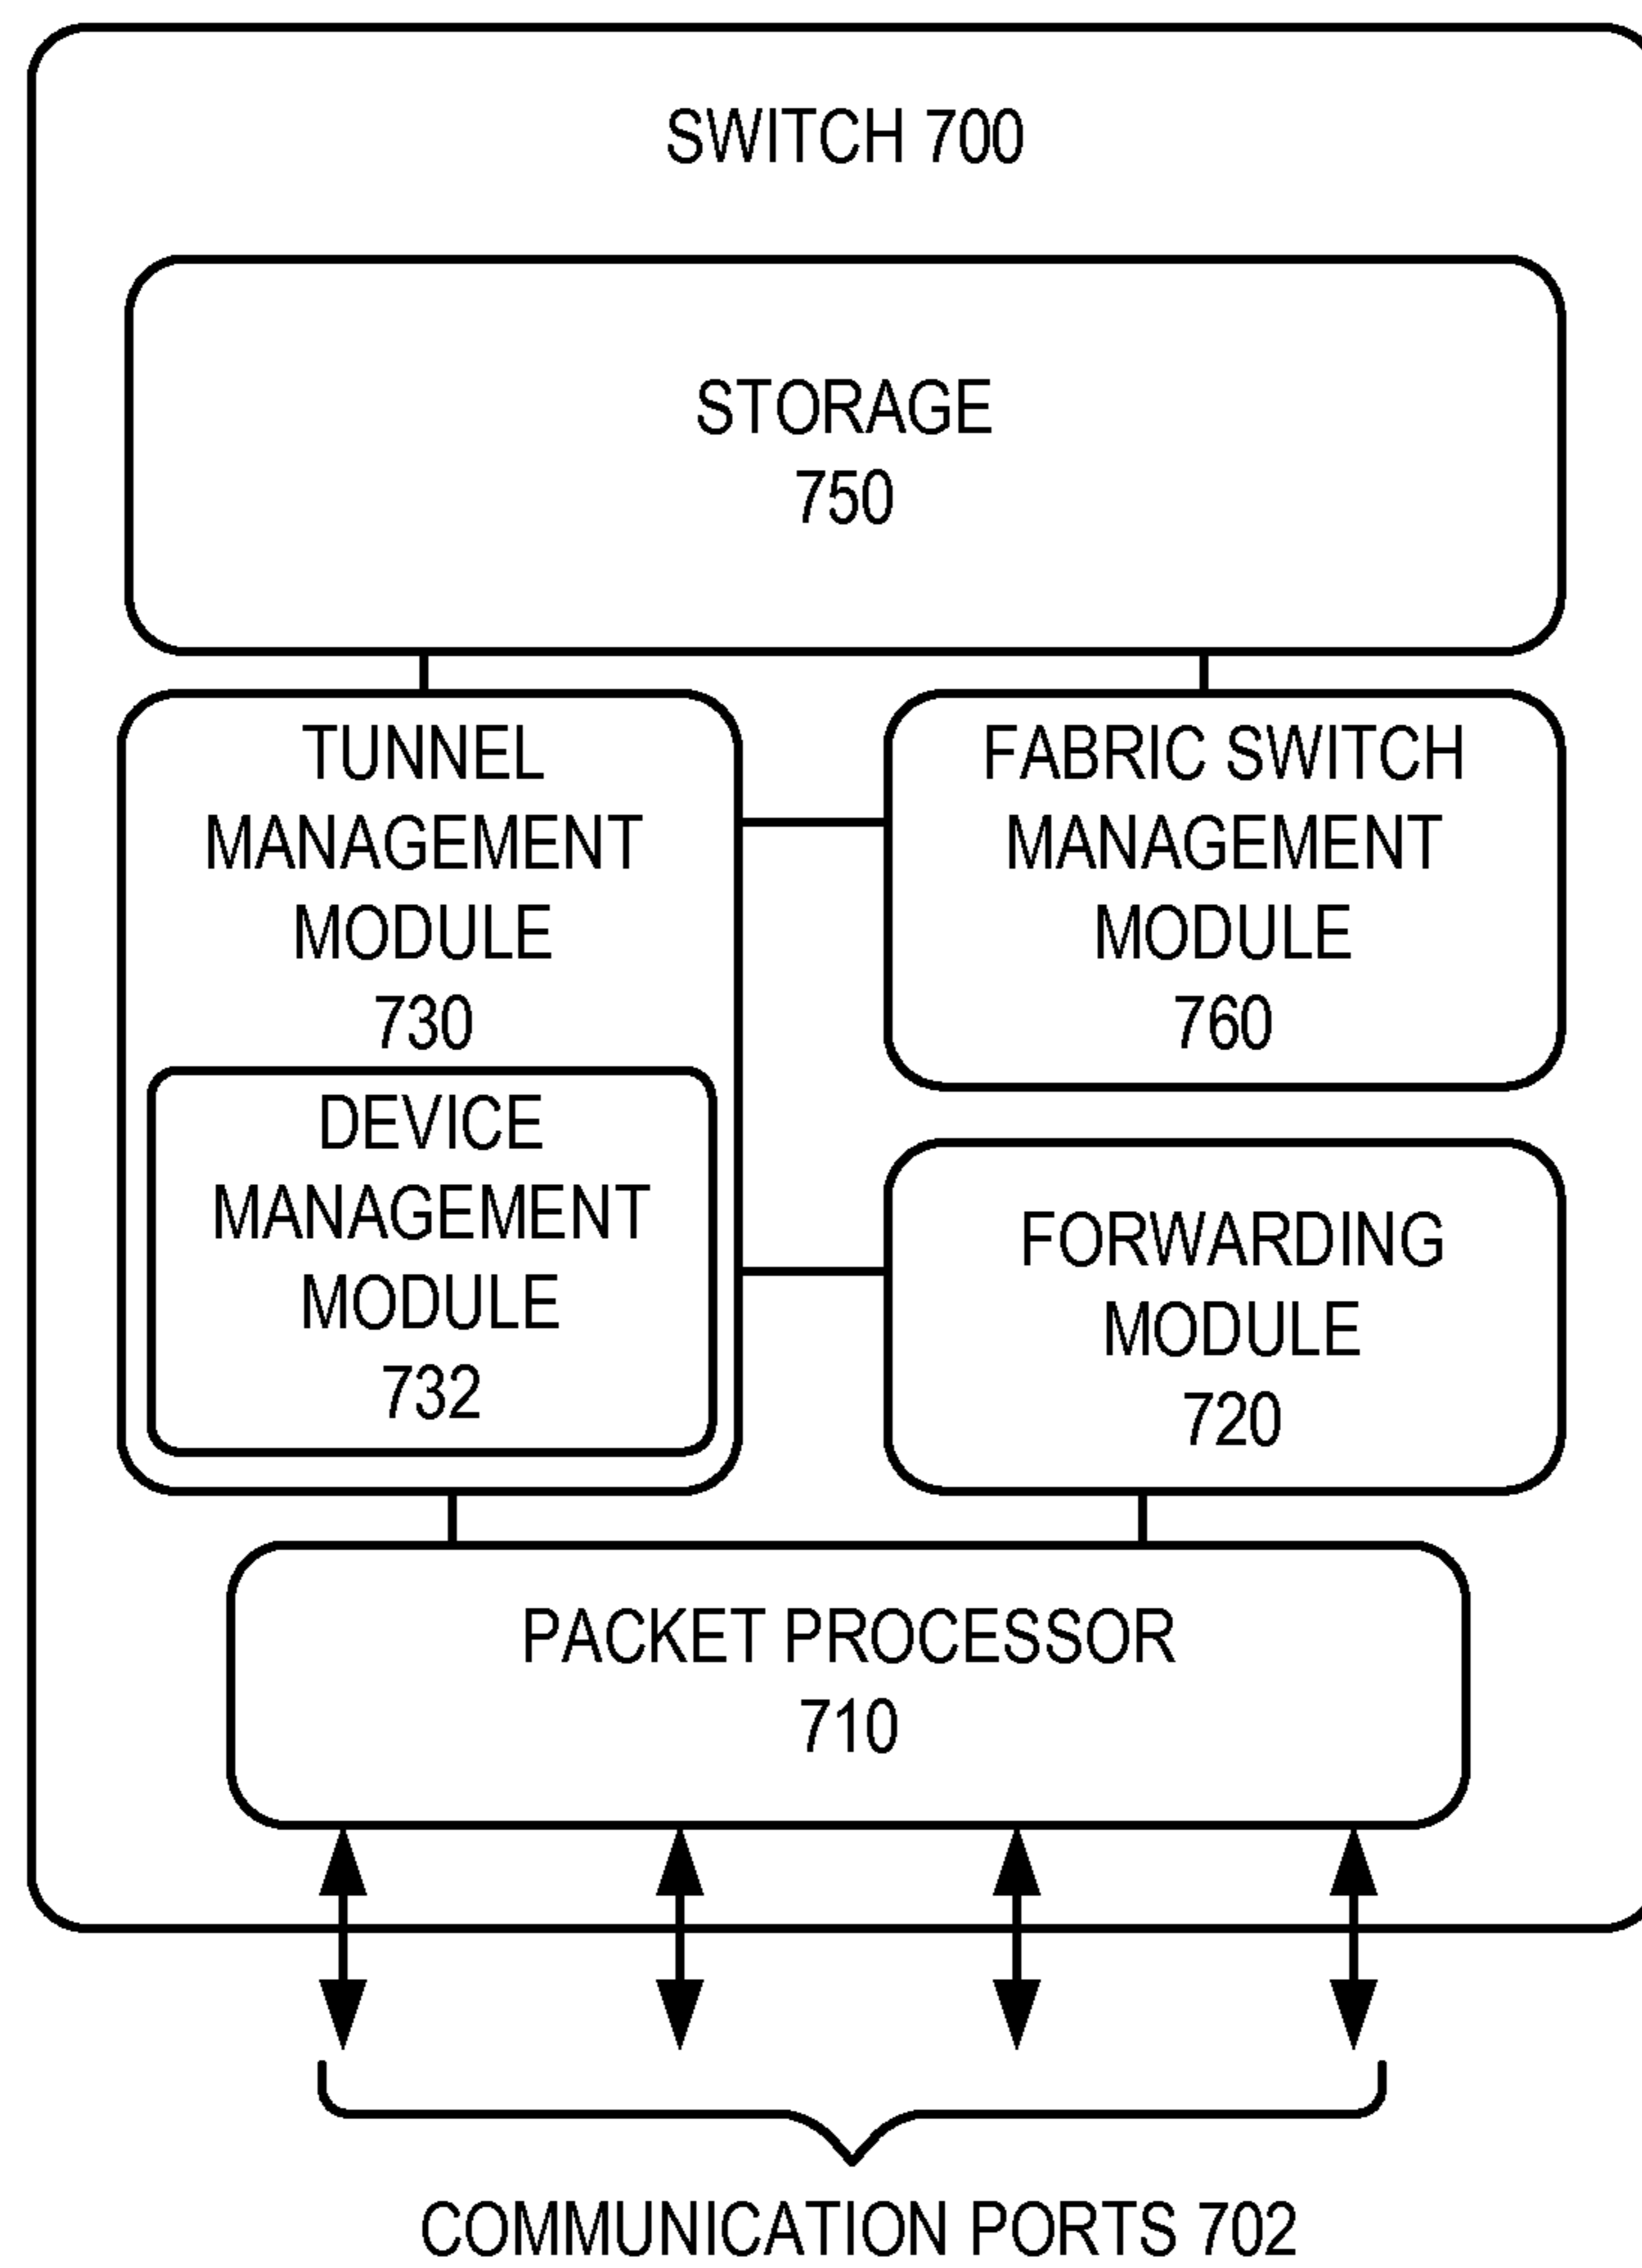 SWITCH 700
STORAGE
750
TUNNEL
MANAGEMENT
MODULE
730
DEVICE
MANAGEMENT
MODULE
732
FABRIC SWITCH
MANAGEMENT
MODULE
760
FORWARDING
MODULE
720
PACKET PROCESSOR
710
COMMUNICATION PORTS 702